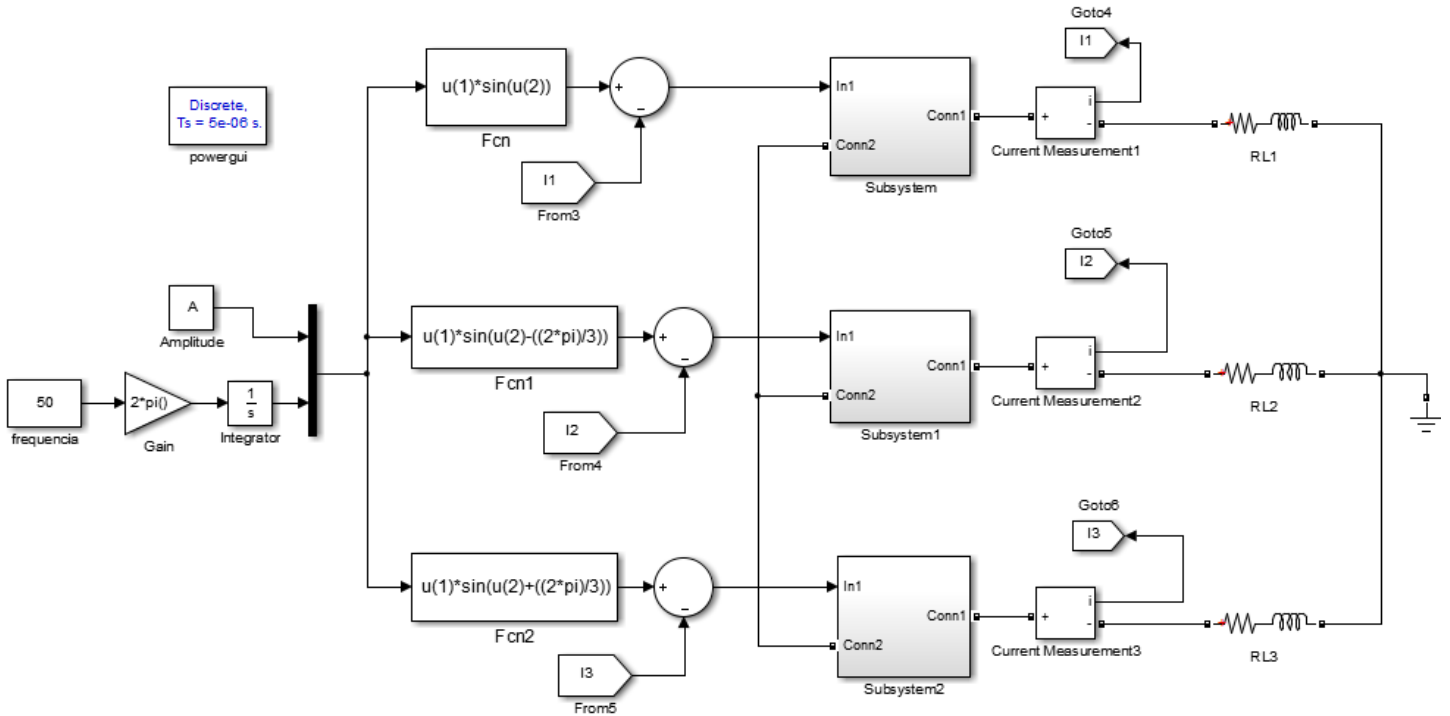 Goto4
I1
Discrete,
Ts = 5e-06 s.
powergui
u(1)*sin(u(2))
Fcn
+
-
I1
From3
In1
Conn1
Conn2
Subsystem
+
i
-
Current Measurement1
RL1
Goto5
I2
A
Amplitude
50
frequencia
2*pi()
Gain
1
s
Integrator
u(1)*sin(u(2)-((2*pi)/3))
Fcn1
+
-
I2
From4
In1
Conn1
Conn2
Subsystem1
+
i
-
Current Measurement2
RL2
Goto6
I3
u(1)*sin(u(2)+((2*pi)/3))
Fcn2
+
-
I3
From5
In1
Conn1
Conn2
Subsystem2
+
i
-
Current Measurement3
RL3